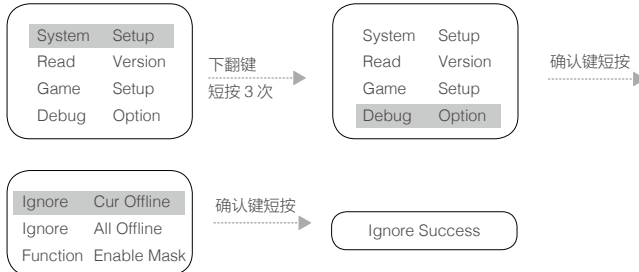 System Setup
Read Version
Game Setup
Debug Option
下翻键
短按 3 次
System Setup
Read Version
Game Setup
Debug Option
确认键短按
Ignore Cur Offline
Ignore All Offline
Function Enable Mask
确认键短按
Ignore Success